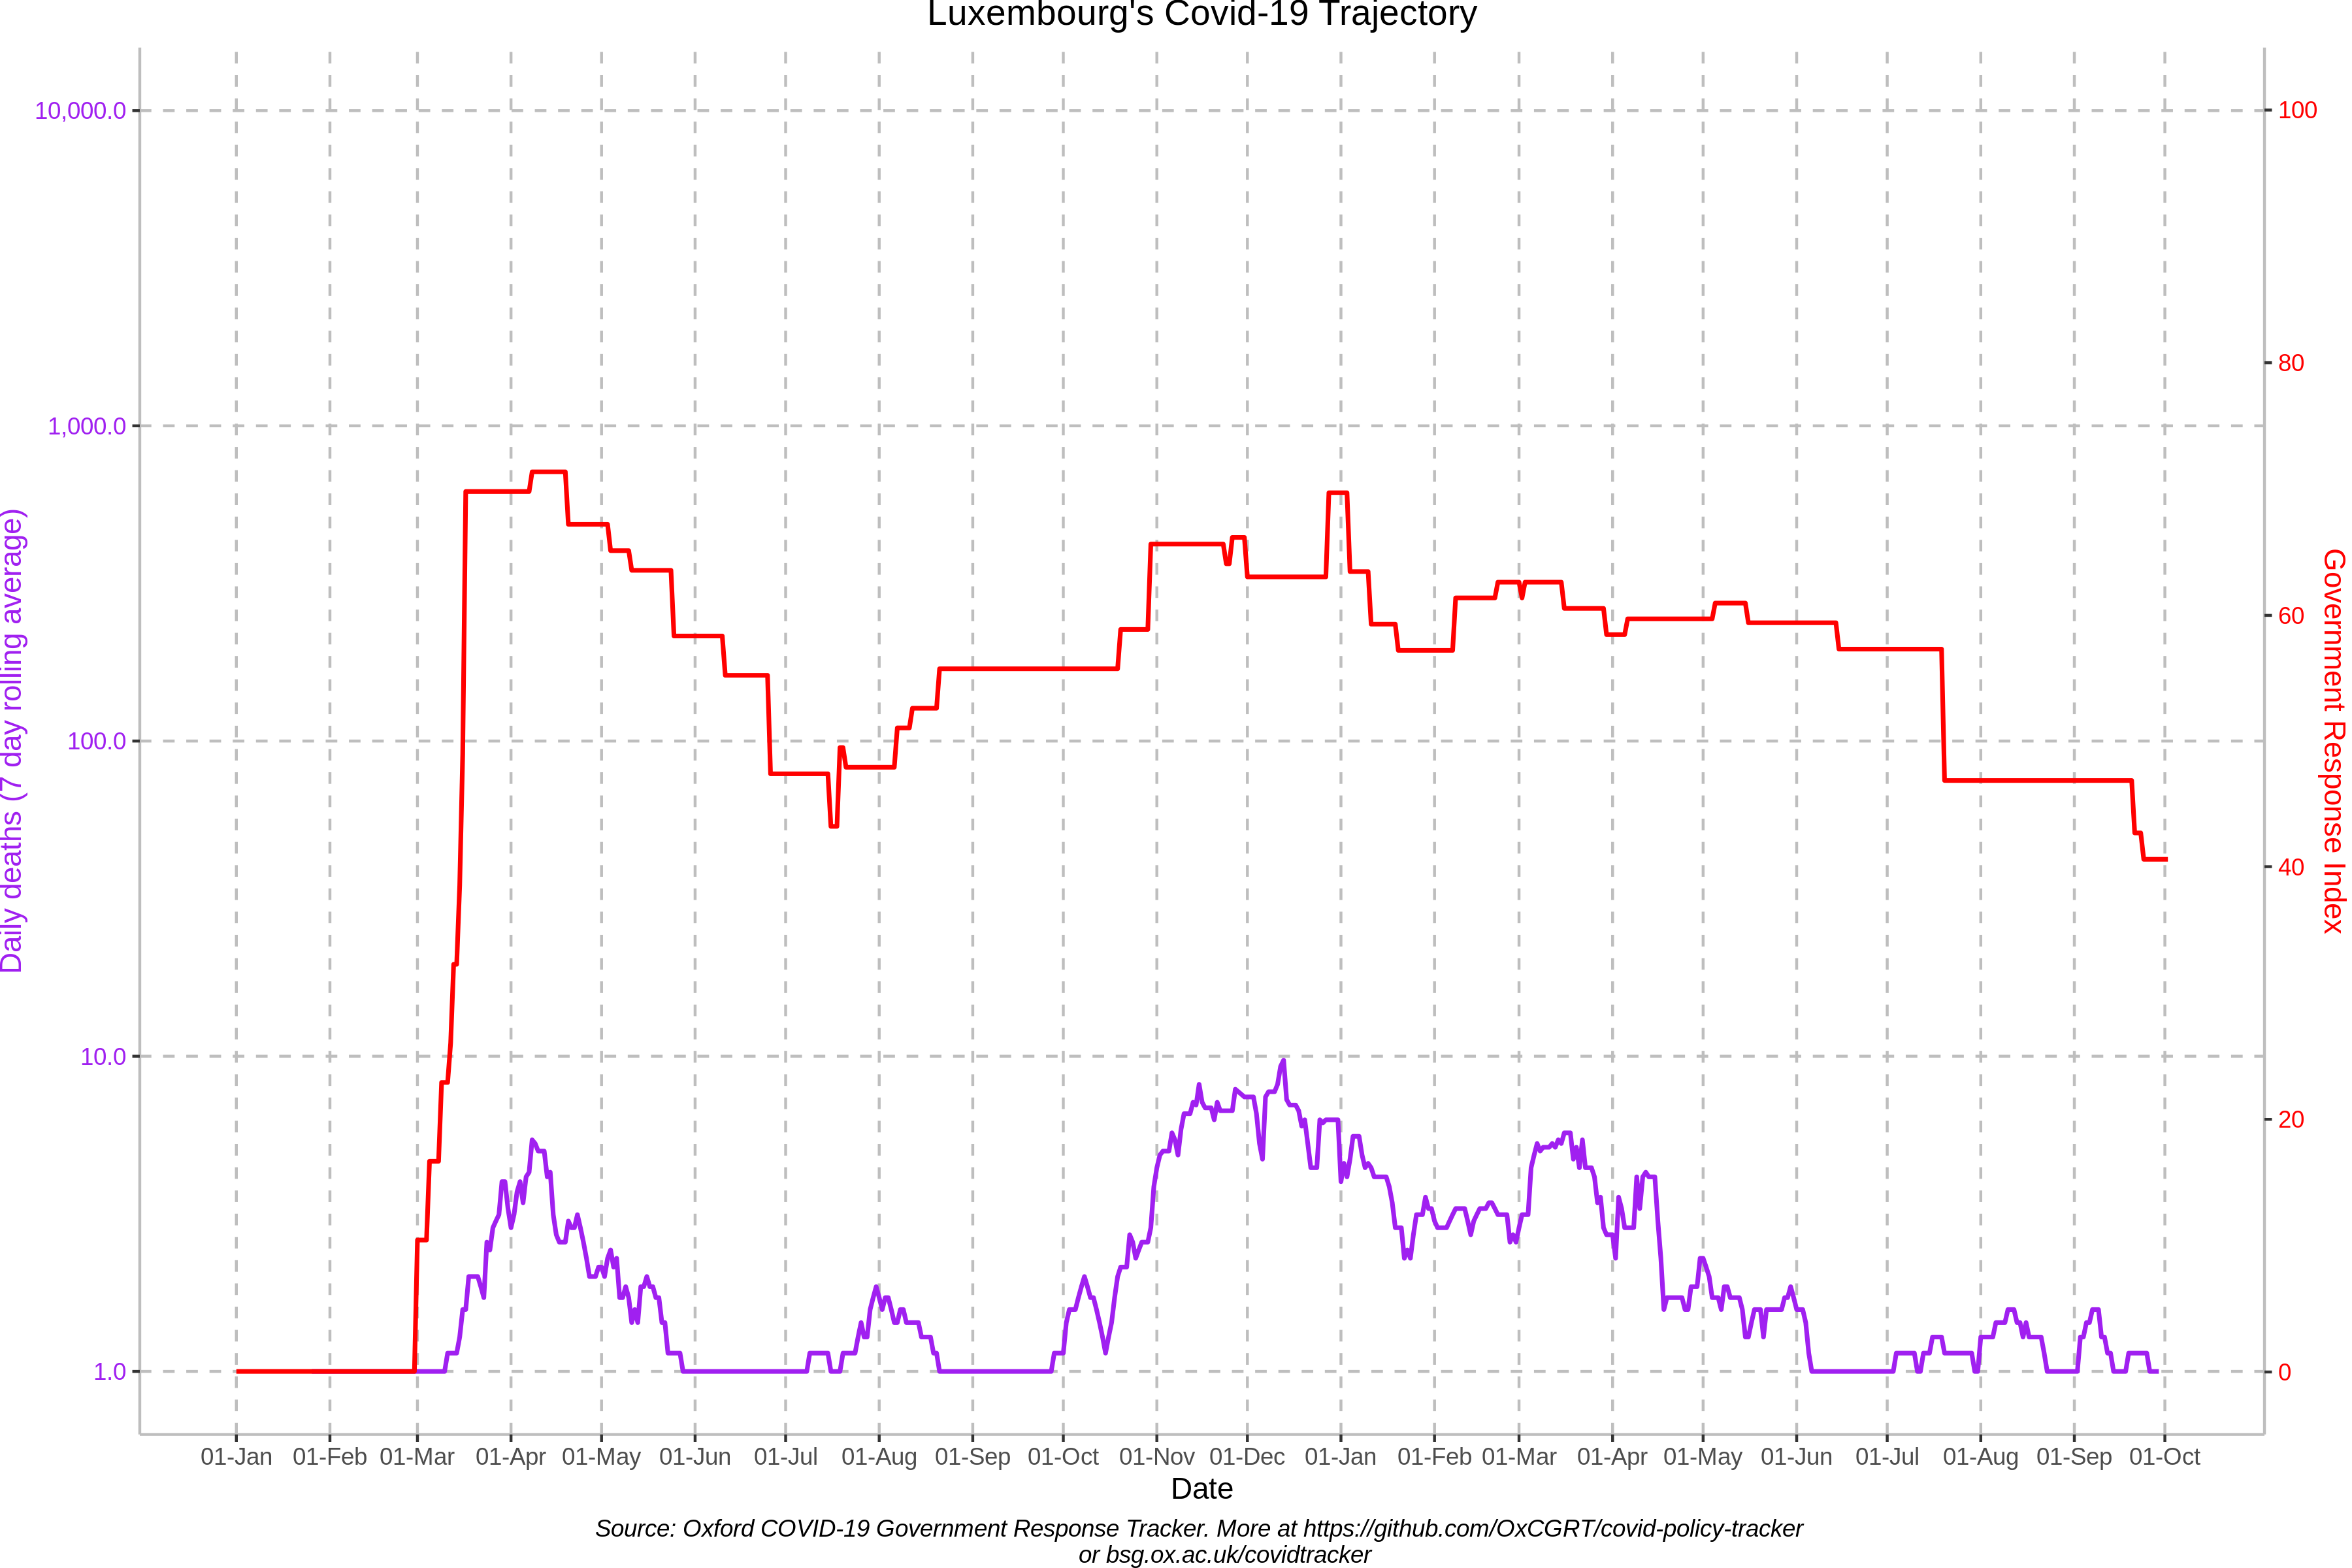 Luxembourg's Covid-19 Trajectory
10,000.0
1,000.0
100.0
10.0
1.0
Daily deaths (7 day rolling average)
100
80
60
40
20
0
Government Response Index
01-Jan 01-Feb 01-Mar 01-Apr 01-May 01-Jun 01-Jul 01-Aug 01-Sep 01-Oct 01-Nov 01-Dec 01-Jan 01-Feb 01-Mar 01-Apr 01-May 01-Jun 01-Jul 01-Aug 01-Sep 01-Oct
Date
Source: Oxford COVID-19 Government Response Tracker. More at https://github.com/OxCGRT/covid-policy-tracker
or bsg.ox.ac.uk/covidtracker